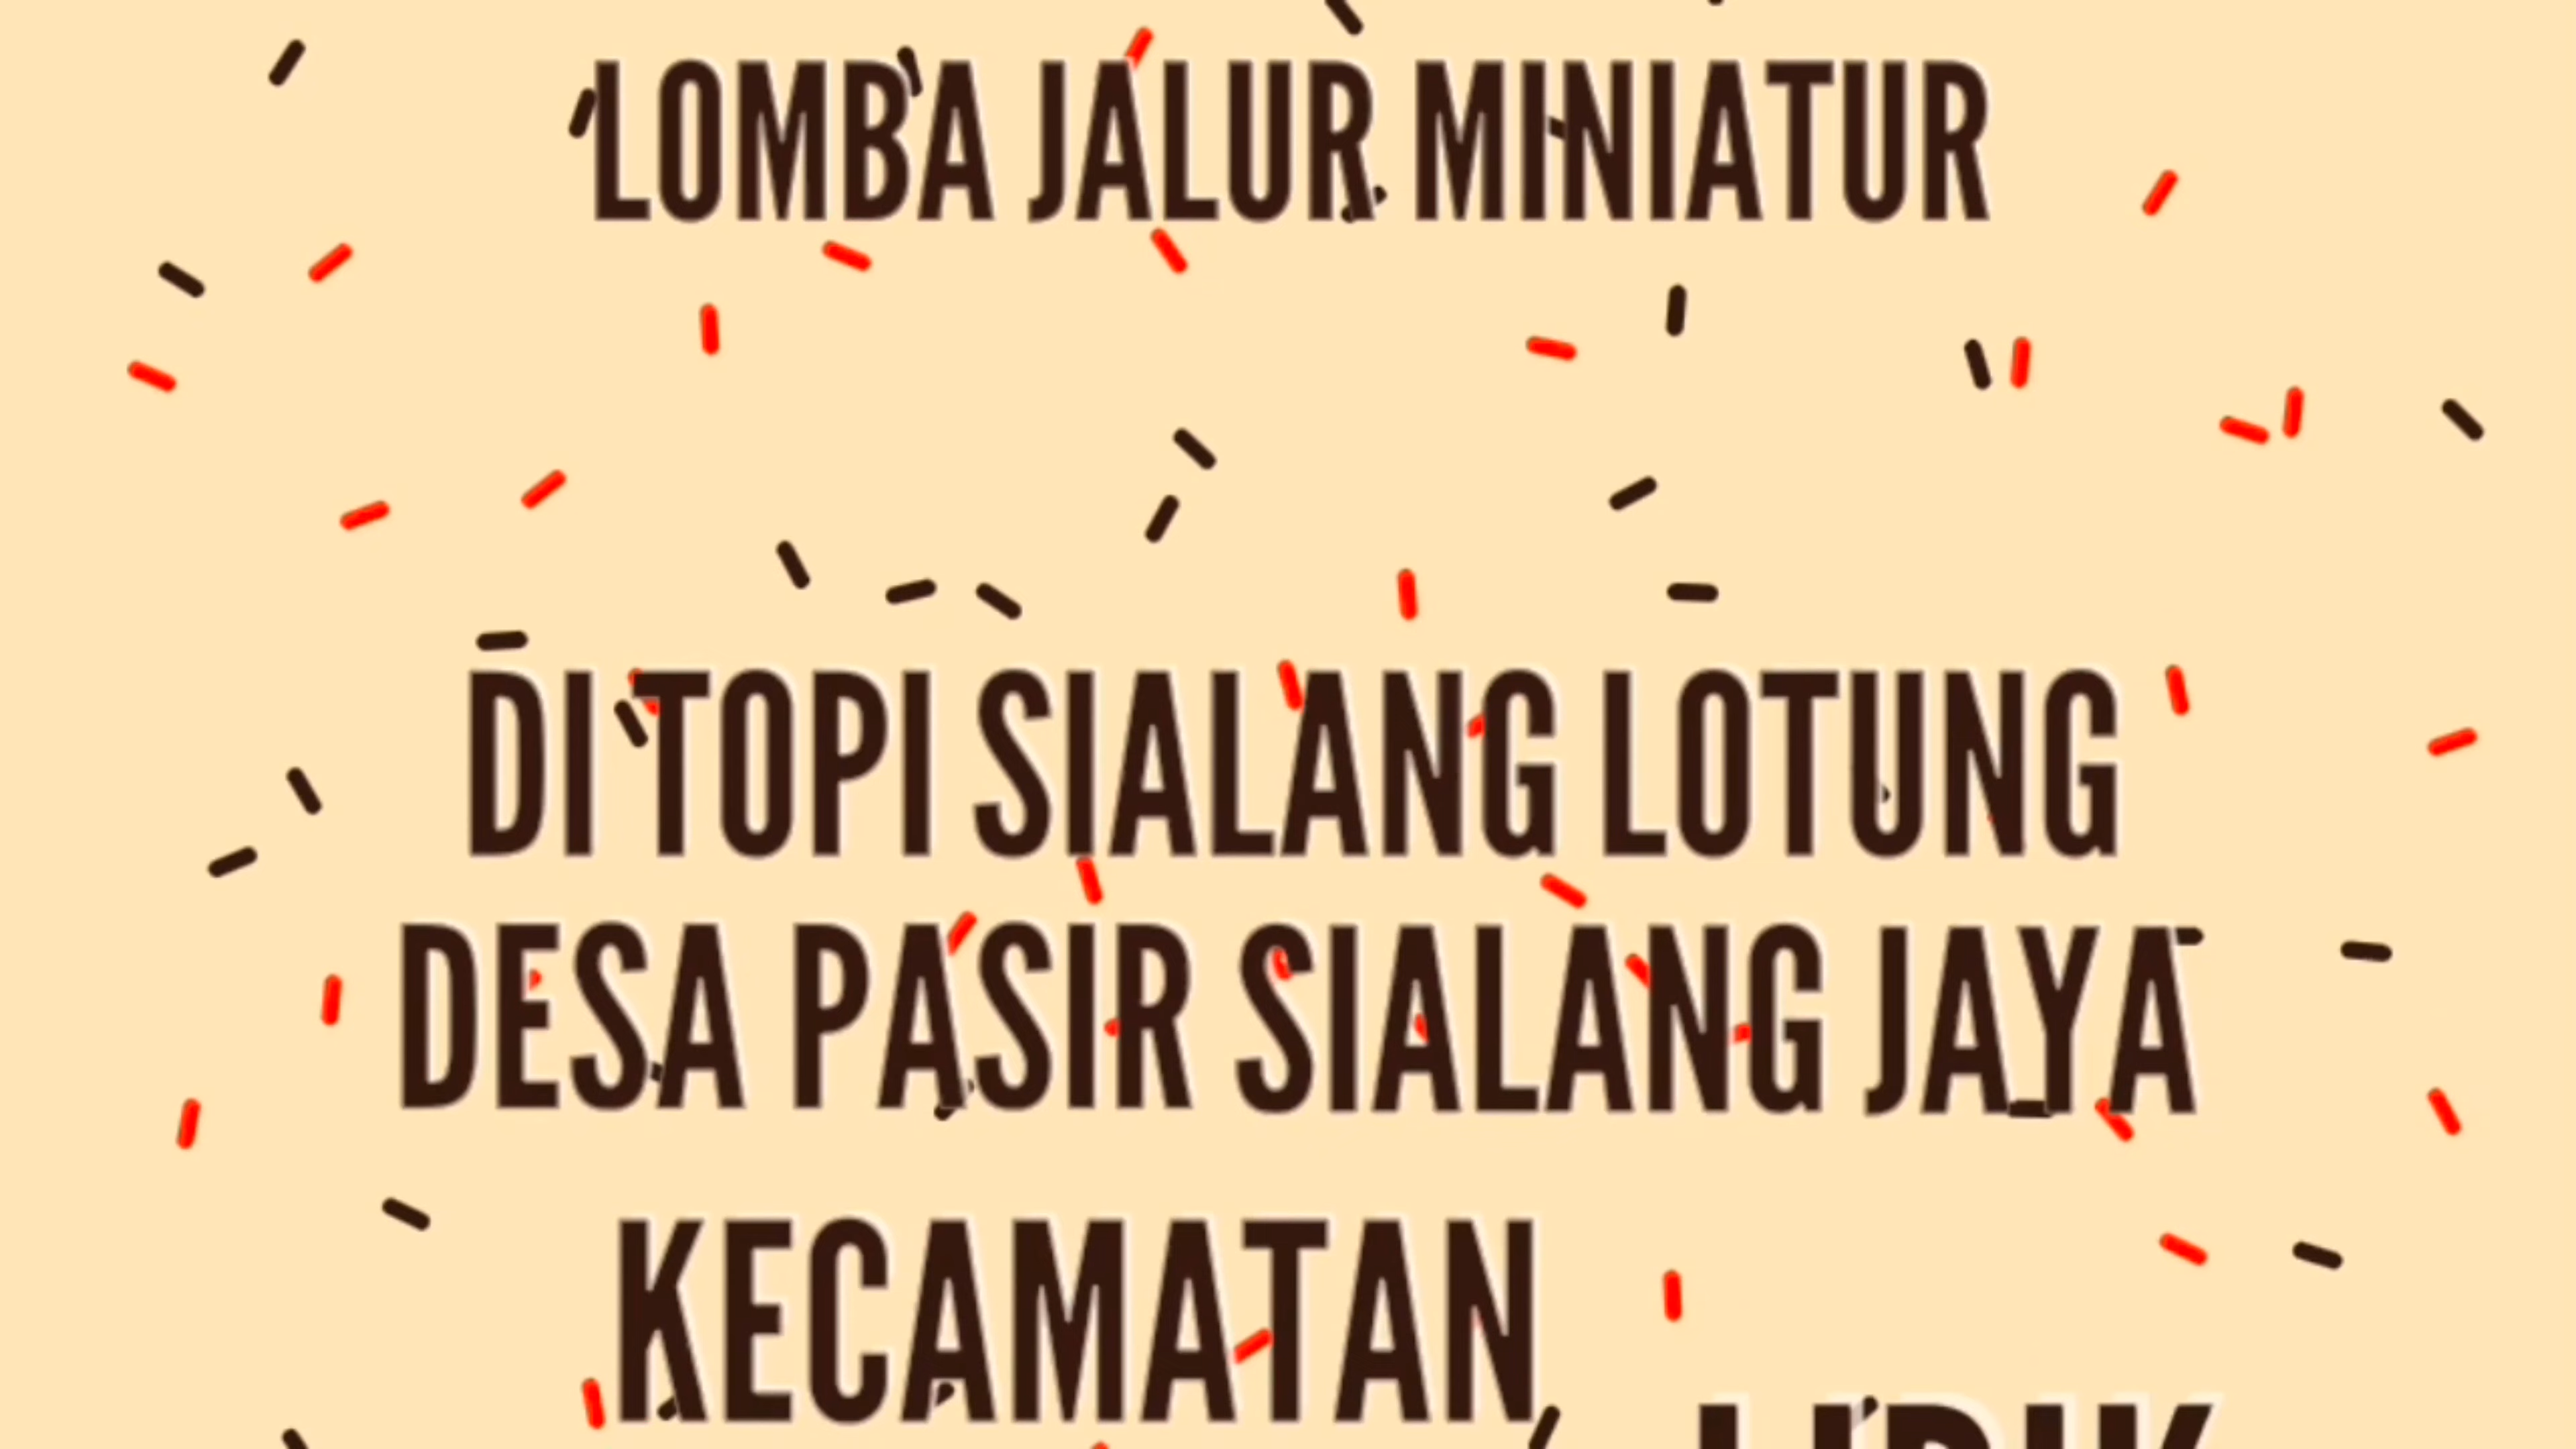 LOMBA JALUR MINIATUR
DI TOPI SIALANG LOTUNG
DESA PASIR SIALANG JAYA
KECAMATAN